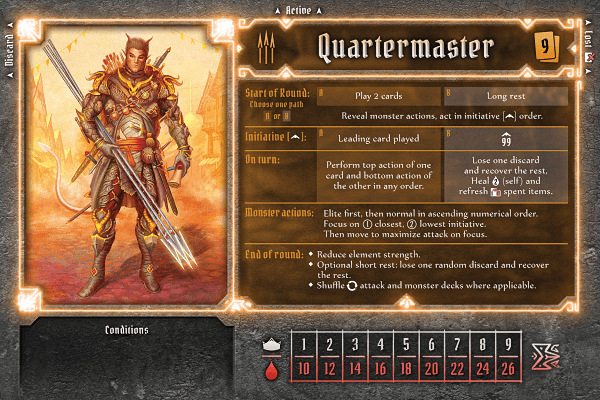 Active
Discard
Lost
Quartermaster
9
Start of Round:
Choose one path
A or B
A Play 2 cards
B Long rest
Reveal monster actions, act in initiative order.
Initiative:
A Leading card played
B 99
On turn:
Perform top action of one
card and bottom action of
the other in any order.
Lose one discard
and recover the rest,
Heal (self) and
refresh spent items.
Monster actions:
Elite first, then normal in ascending numerical order.
Focus on ① closest, ② lowest initiative.
Then move to maximize attack on focus.
End of round:
◆ Reduce element strength.
◆ Optional short rest: lose one random discard and recover
the rest.
◆ Shuffle attack and monster decks where applicable.
Conditions
1 2 3 4 5 6 7 8 9
10 12 14 16 18 20 22 24 26